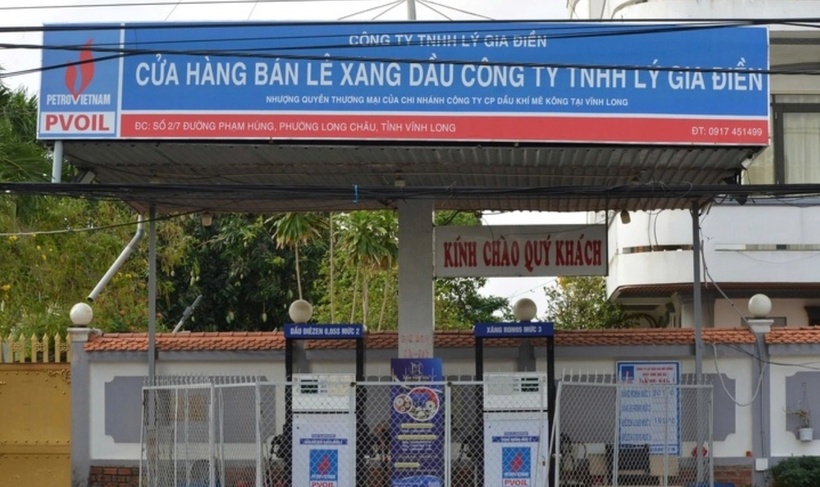 CÔNG TY TNHH LÝ GIA ĐIỀN
CỬA HÀNG BÁN LẺ XANG DẦU CÔNG TY TNHH LÝ GIA ĐIỀN
NHƯỢNG QUYỀN THƯƠNG MẠI CỦA CHI NHÁNH CÔNG TY CP DẦU KHÍ MÊ KÔNG TẠI VĨNH LONG
PETROVIETNAM
PVOIL
ĐC: SỐ 2/7 ĐƯỜNG PHẠM HÙNG, PHƯỜNG LONG CHÂU, TỈNH VĨNH LONG
ĐT: 0917 451499
KÍNH CHÀO QUÝ KHÁCH
DẦU ĐIÊZEN 0,05S MỨC 2
XĂNG RON95 MỨC 3
PVOIL
PVOIL